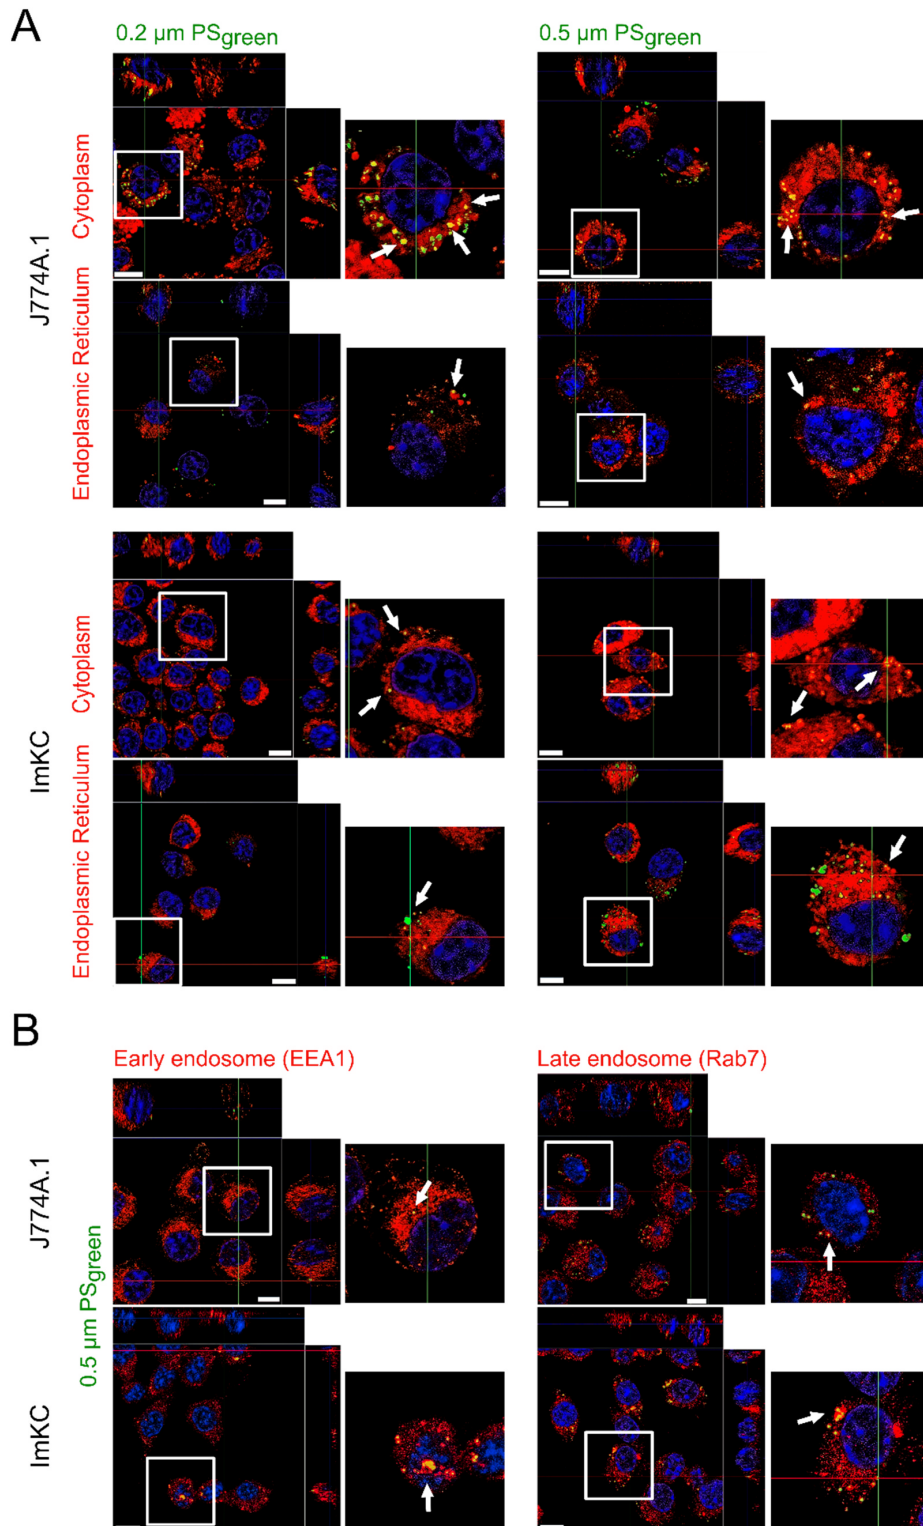 A
0.2 µm PSgreen
0.5 µm PSgreen
J774A.1
Cytoplasm
Endoplasmic Reticulum
ImKC
Cytoplasm
Endoplasmic Reticulum
B
Early endosome (EEA1)
Late endosome (Rab7)
0.5 µm PSgreen
J774A.1
ImKC